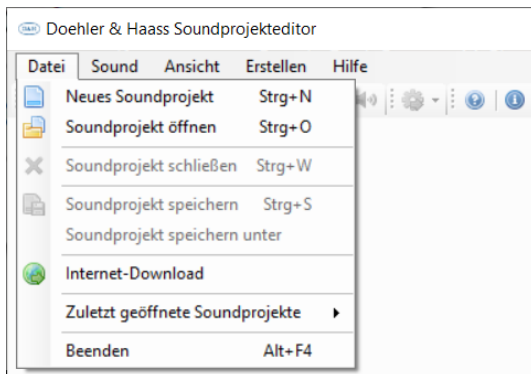 D&H Doehler & Haass Soundprojekteditor
Datei Sound Ansicht Erstellen Hilfe
Neues Soundprojekt Strg+N
Soundprojekt öffnen Strg+O
Soundprojekt schließen Strg+W
Soundprojekt speichern Strg+S
Soundprojekt speichern unter
Internet-Download
Zuletzt geöffnete Soundprojekte
Beenden Alt+F4